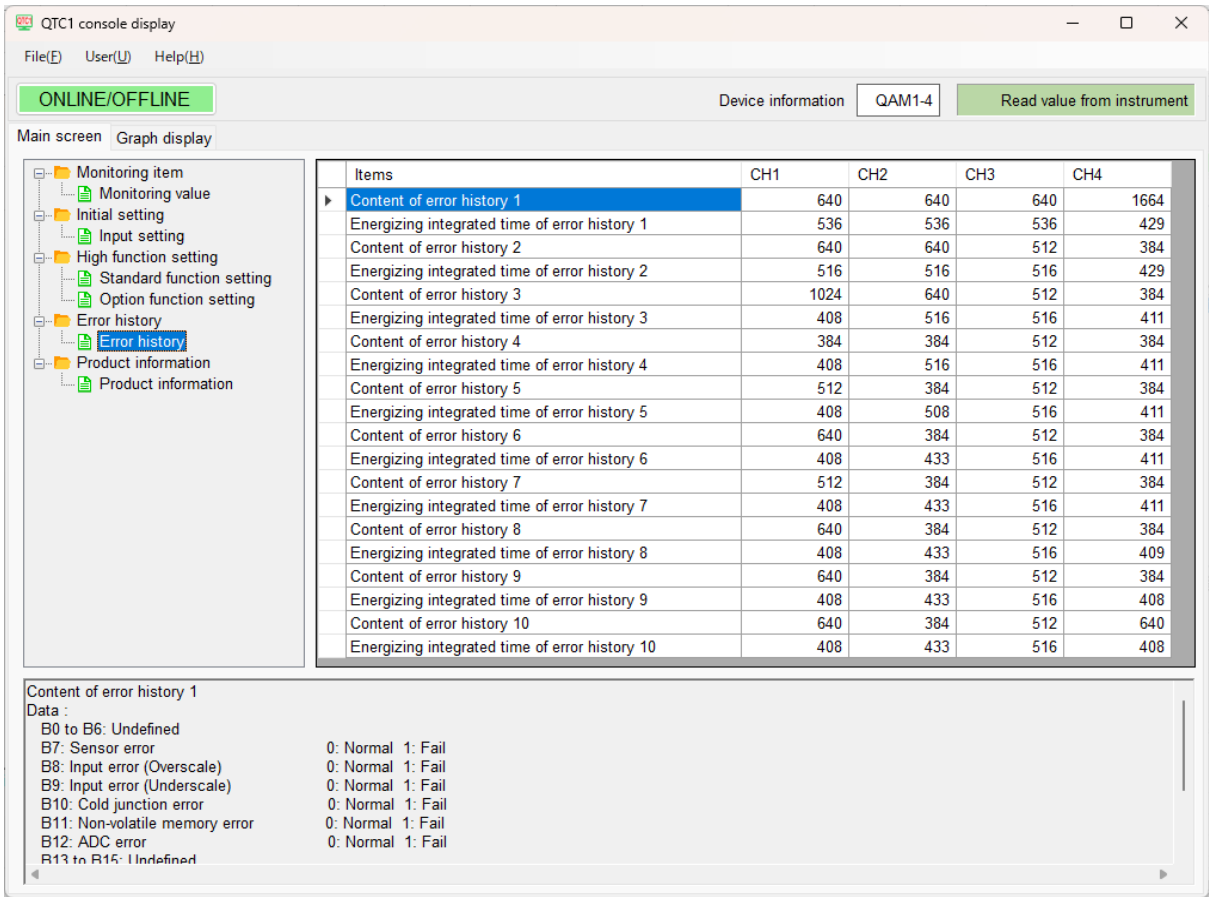 QTC1 console display
File(F) User(U) Help(H)
ONLINE/OFFLINE Device information QAM1-4 Read value from instrument
Main screen Graph display
Monitoring item
Monitoring value
Initial setting
Input setting
High function setting
Standard function setting
Option function setting
Error history
Error history
Product information
Product information
Items CH1 CH2 CH3 CH4
Content of error history 1 640 640 640 1664
Energizing integrated time of error history 1 536 536 536 429
Content of error history 2 640 640 512 384
Energizing integrated time of error history 2 516 516 516 429
Content of error history 3 1024 640 512 384
Energizing integrated time of error history 3 408 516 516 411
Content of error history 4 384 384 512 384
Energizing integrated time of error history 4 408 516 516 411
Content of error history 5 512 384 512 384
Energizing integrated time of error history 5 408 508 516 411
Content of error history 6 640 384 512 384
Energizing integrated time of error history 6 408 433 516 411
Content of error history 7 512 384 512 384
Energizing integrated time of error history 7 408 433 516 411
Content of error history 8 640 384 512 384
Energizing integrated time of error history 8 408 433 516 409
Content of error history 9 640 384 512 384
Energizing integrated time of error history 9 408 433 516 408
Content of error history 10 640 384 512 640
Energizing integrated time of error history 10 408 433 516 408
Content of error history 1
Data :
B0 to B6: Undefined
B7: Sensor error 0: Normal 1: Fail
B8: Input error (Overscale) 0: Normal 1: Fail
B9: Input error (Underscale) 0: Normal 1: Fail
B10: Cold junction error 0: Normal 1: Fail
B11: Non-volatile memory error 0: Normal 1: Fail
B12: ADC error 0: Normal 1: Fail
B13 to B15: Undefined